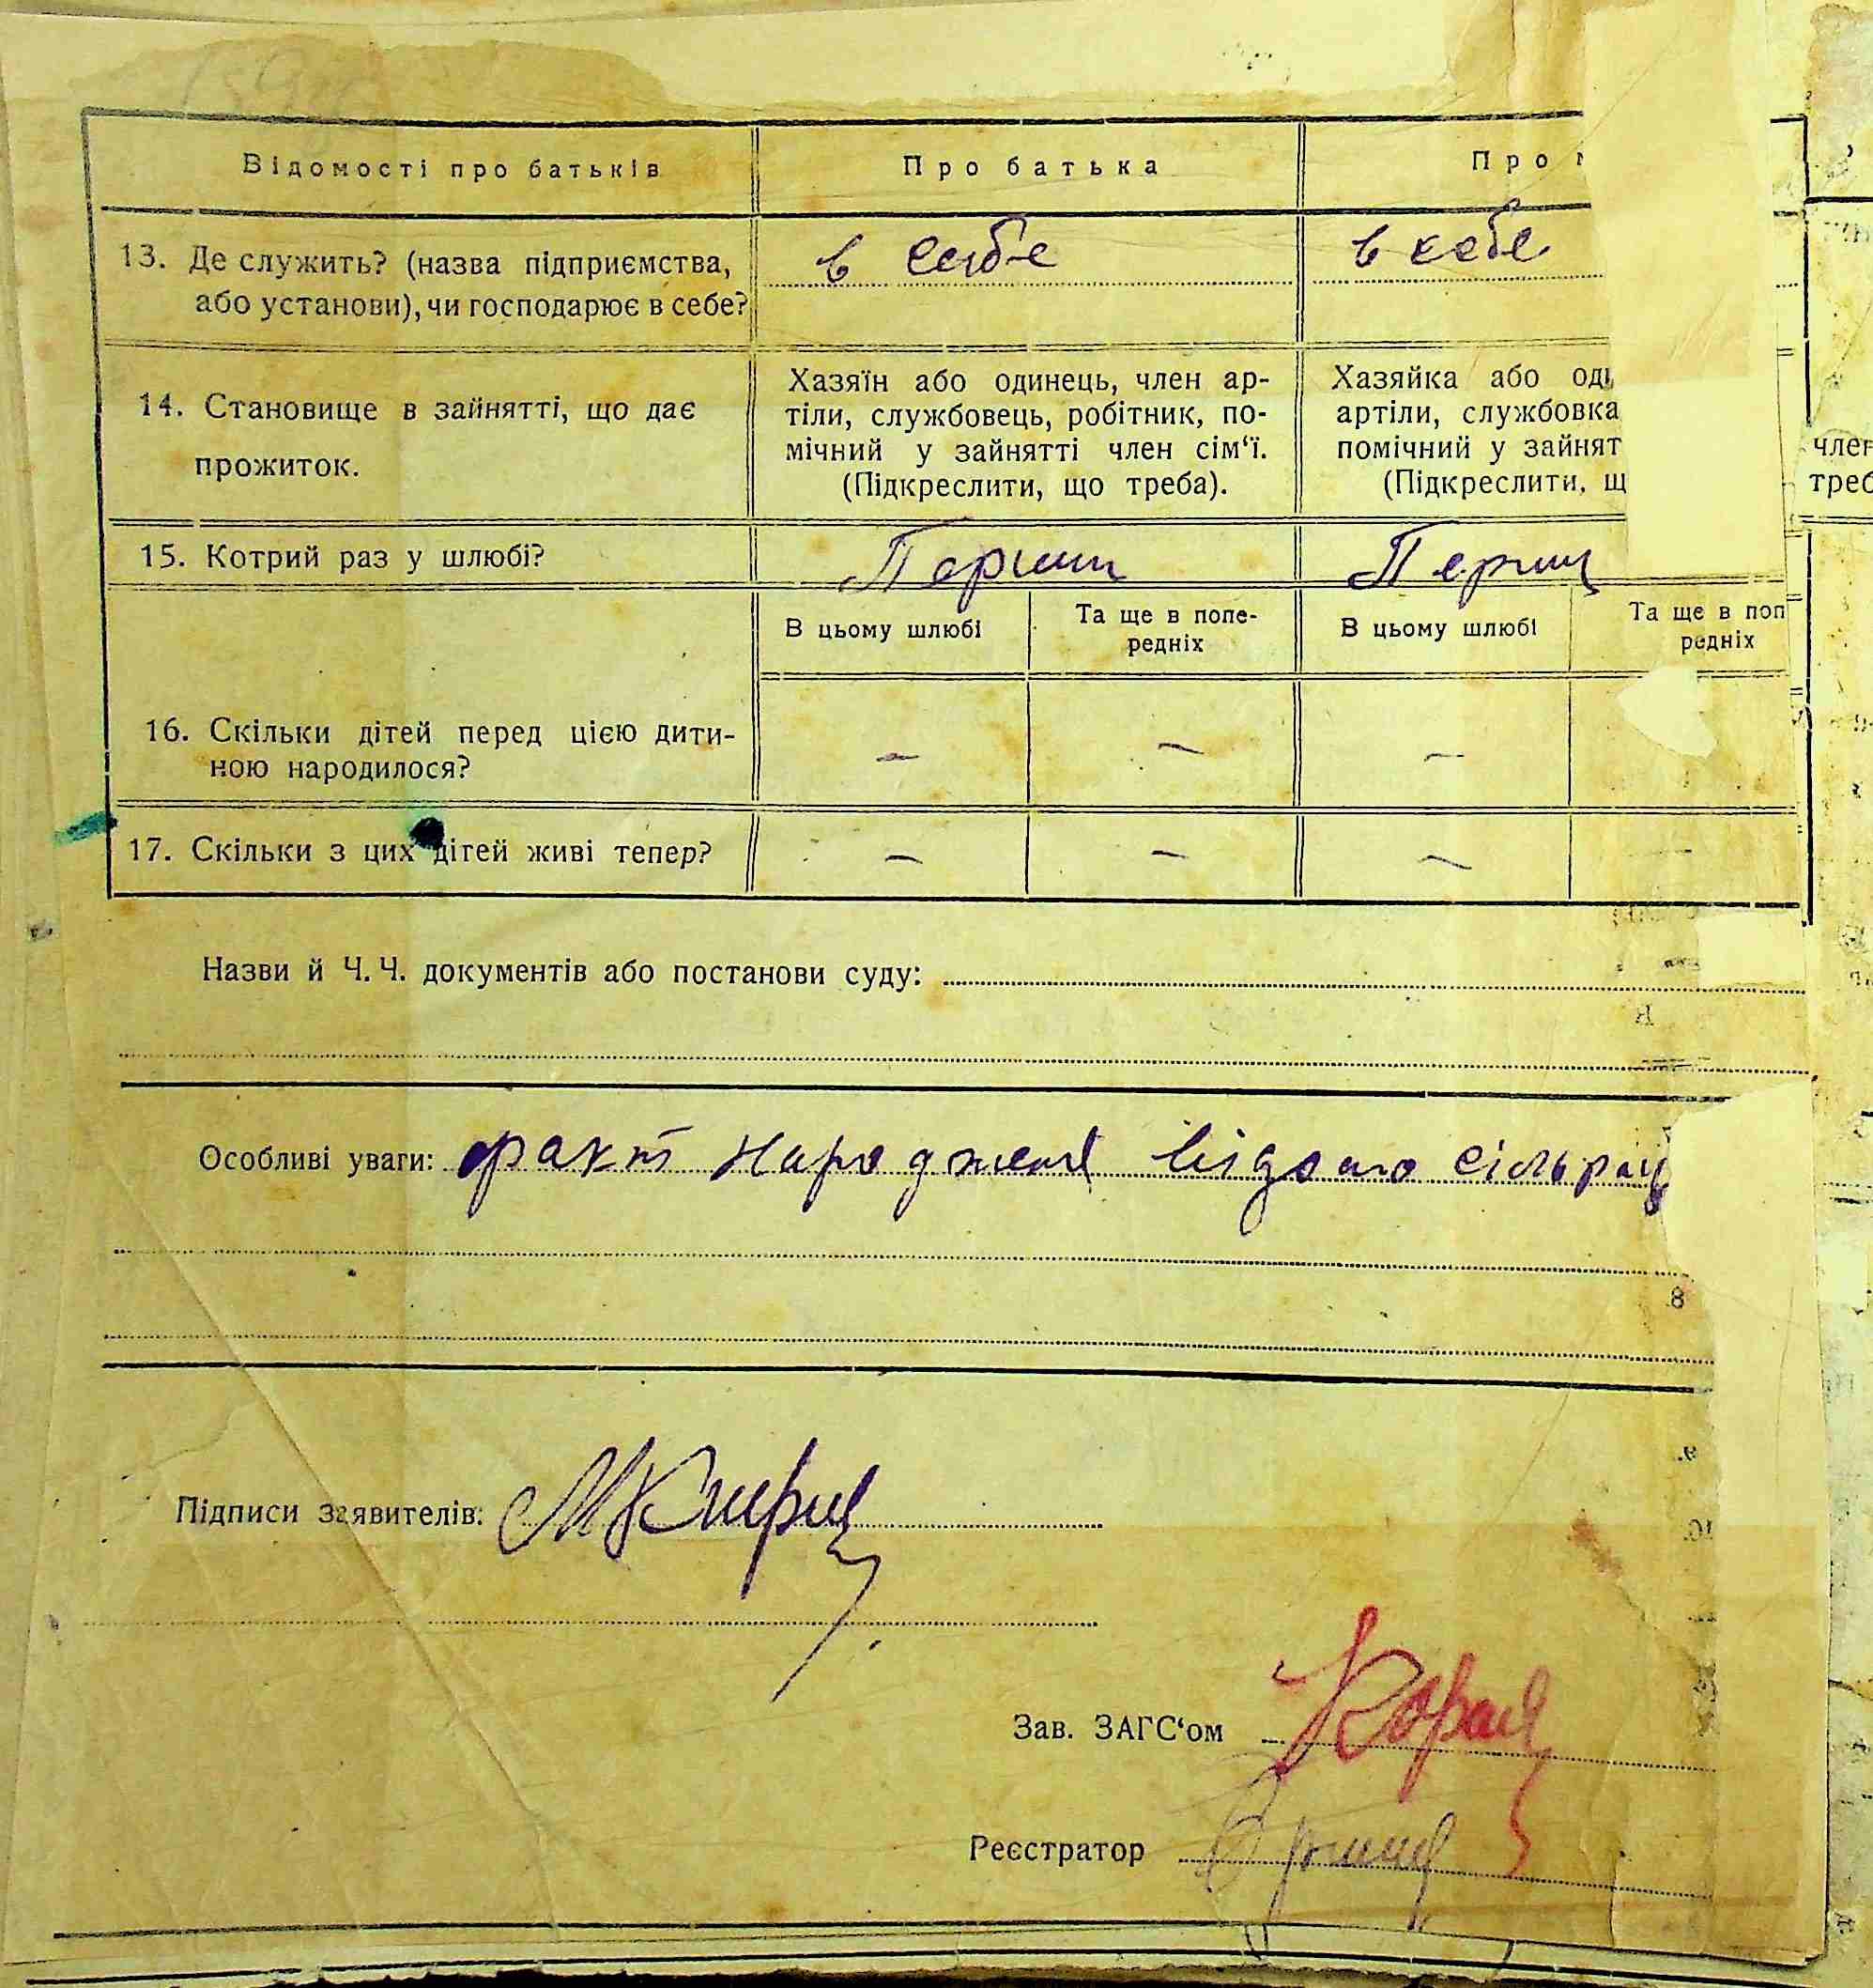 Відомості про батьків
Про батька
Про
13. Де служить? (назва підприємства,
або установи), чи господарює в себе?
в себе
в себе
14. Становище в зайнятті, що дає
прожиток.
Хазяїн або одинець, член ар-
тіли, службовець, робітник, по-
мічний у зайнятті член сім‘ї.
(Підкреслити, що треба).
Хазяйка або оди
артіли, службовка
помічний у зайнят
(Підкреслити, щ
член
треб
15. Котрий раз у шлюбі?
Перший
Перший
В цьому шлюбі
Та ще в попе-
редніх
В цьому шлюбі
Та ще в поп
редніх
16. Скільки дітей перед цією дити-
ною народилося?
— — —
17. Скільки з цих дітей живі тепер?
— — — —
Назви й Ч. Ч. документів або постанови суду:
Особливі уваги: факт народженя відомо сільрац
Підписи заявителів:
Зав. ЗАГС‘ом
Реєстратор